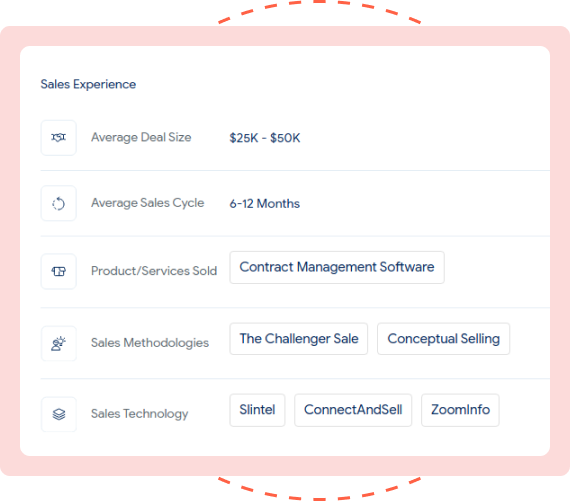 Sales Experience
Average Deal Size $25K - $50K
Average Sales Cycle 6-12 Months
Product/Services Sold Contract Management Software
Sales Methodologies The Challenger Sale Conceptual Selling
Sales Technology Slintel ConnectAndSell ZoomInfo